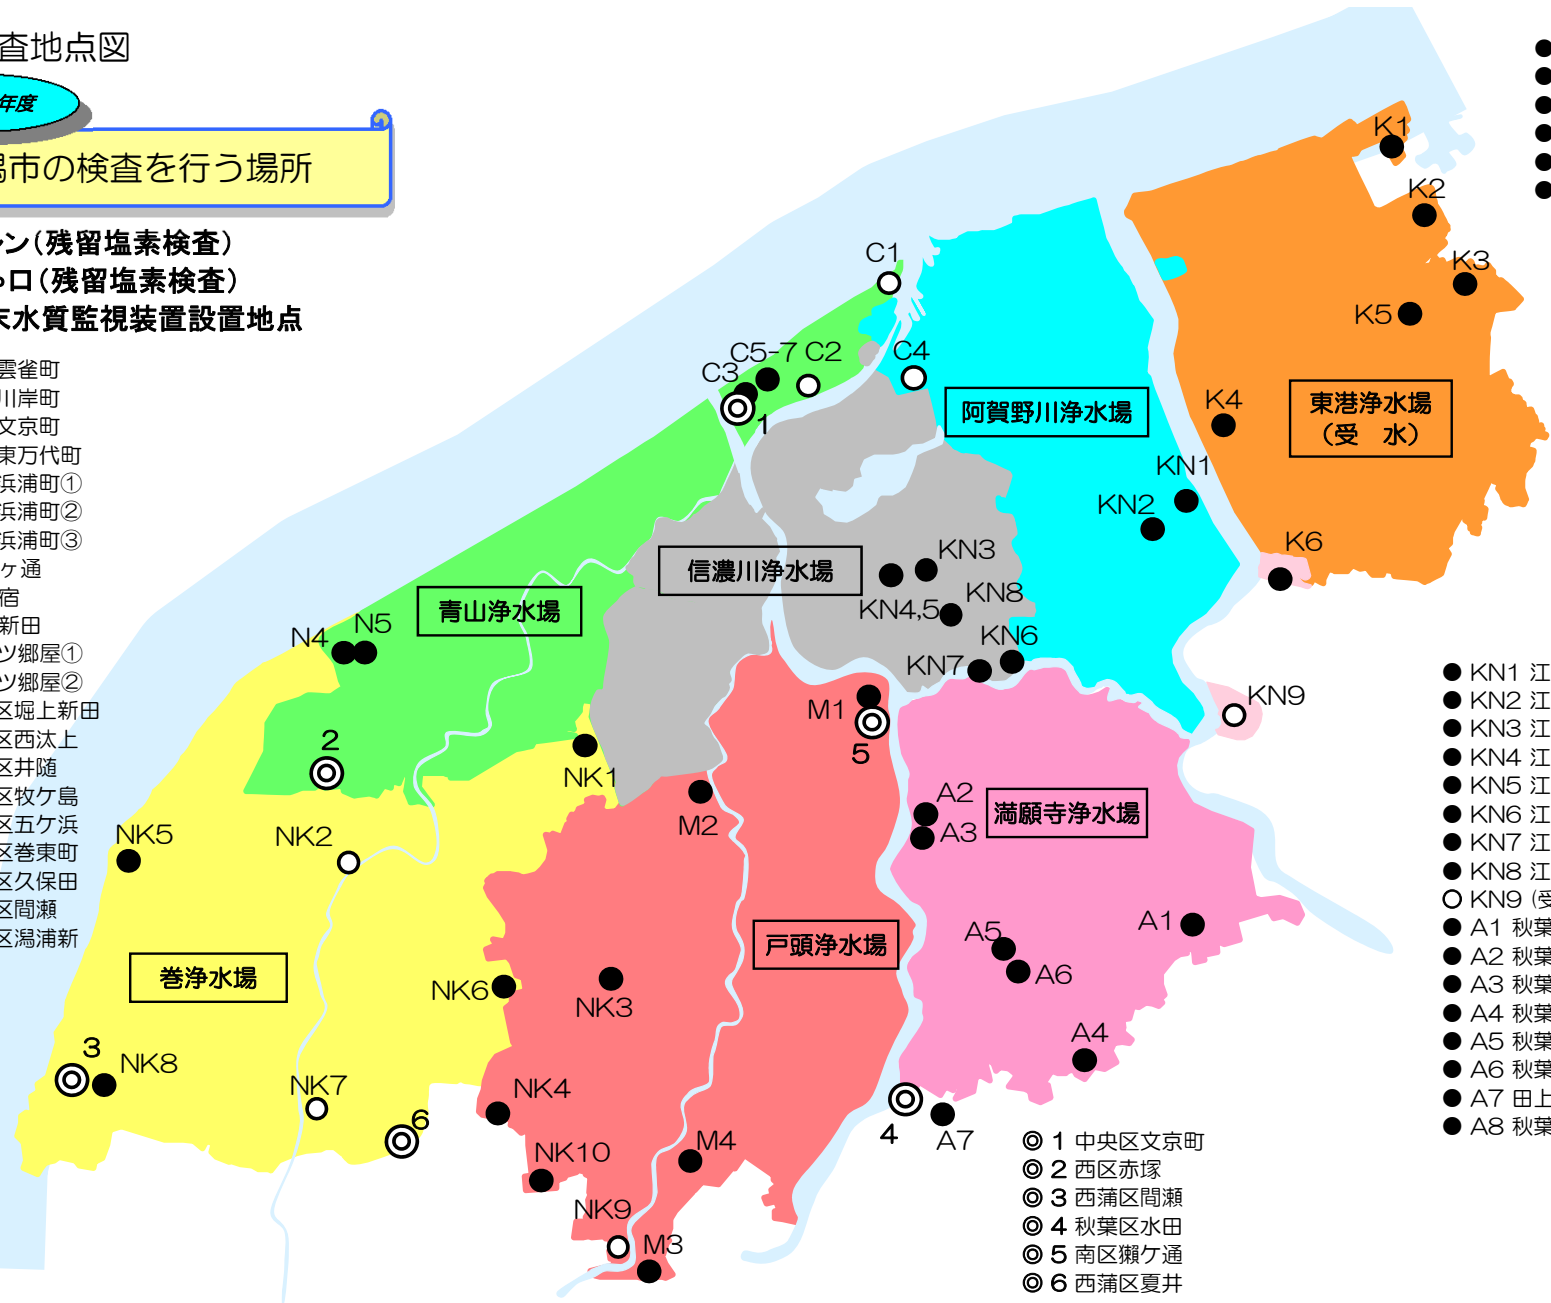 査地点図
年度
潟市の検査を行う場所
ン(残留塩素検査)
口(残留塩素検査)
末水質監視装置設置地点
雲雀町
川岸町
文京町
東万代町
浜浦町①
浜浦町②
浜浦町③
ヶ通
宿
新田
ツ郷屋①
ツ郷屋②
区堀上新田
区西汰上
区井随
区牧ケ島
区五ケ浜
区巻東町
区久保田
区間瀬
区潟浦新
K1
K2
K3
K5
K4
K6
東港浄水場
(受 水)
C1
C5-7 C2
C3
C4
1
阿賀野川浄水場
KN1
KN2
KN3
KN4,5
KN8
KN6
KN7
KN9
信濃川浄水場
青山浄水場
N4 N5
2
NK1
NK2
NK5
M1
5
M2
A2
A3
満願寺浄水場
A5
A6
A1
A4
戸頭浄水場
巻浄水場
NK6
NK3
3
NK8
NK7
6
NK4
NK10
NK9
M4
M3
4
A7
● KN1 江
● KN2 江
● KN3 江
● KN4 江
● KN5 江
● KN6 江
● KN7 江
● KN8 江
○ KN9 (受
● A1 秋葉
● A2 秋葉
● A3 秋葉
● A4 秋葉
● A5 秋葉
● A6 秋葉
● A7 田上
● A8 秋葉
◎ 1 中央区文京町
◎ 2 西区赤塚
◎ 3 西蒲区間瀬
◎ 4 秋葉区水田
◎ 5 南区獺ケ通
◎ 6 西蒲区夏井